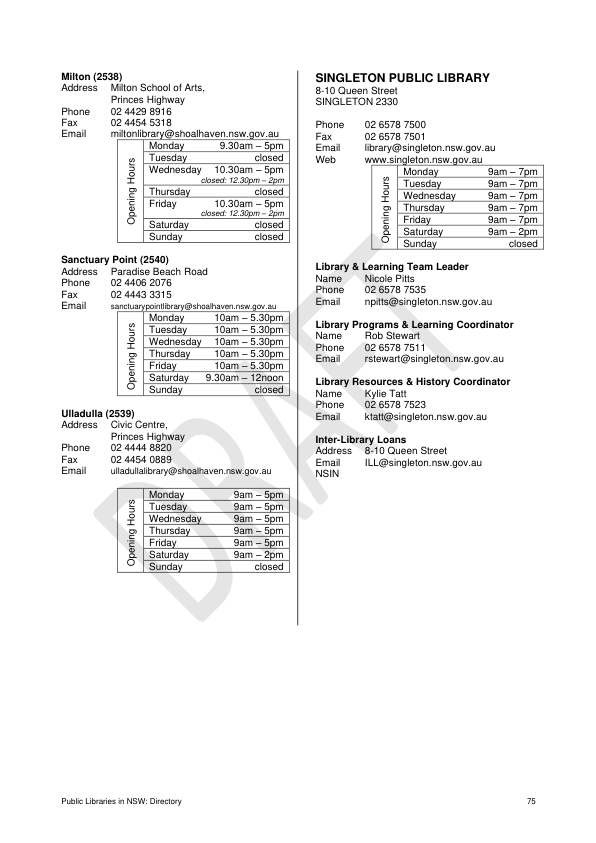 Milton (2538)
Address Milton School of Arts,
Princes Highway
Phone 02 4429 8916
Fax 02 4454 5318
Email miltonlibrary@shoalhaven.nsw.gov.au
Opening Hours
Monday 9.30am – 5pm
Tuesday closed
Wednesday 10.30am – 5pm
closed: 12.30pm – 2pm
Thursday closed
Friday 10.30am – 5pm
closed: 12.30pm – 2pm
Saturday closed
Sunday closed
Sanctuary Point (2540)
Address Paradise Beach Road
Phone 02 4406 2076
Fax 02 4443 3315
Email sanctuarypointlibrary@shoalhaven.nsw.gov.au
Opening Hours
Monday 10am – 5.30pm
Tuesday 10am – 5.30pm
Wednesday 10am – 5.30pm
Thursday 10am – 5.30pm
Friday 10am – 5.30pm
Saturday 9.30am – 12noon
Sunday closed
Ulladulla (2539)
Address Civic Centre,
Princes Highway
Phone 02 4444 8820
Fax 02 4454 0889
Email ulladullalibrary@shoalhaven.nsw.gov.au
Opening Hours
Monday 9am – 5pm
Tuesday 9am – 5pm
Wednesday 9am – 5pm
Thursday 9am – 5pm
Friday 9am – 5pm
Saturday 9am – 2pm
Sunday closed
SINGLETON PUBLIC LIBRARY
8-10 Queen Street
SINGLETON 2330
Phone 02 6578 7500
Fax 02 6578 7501
Email library@singleton.nsw.gov.au
Web www.singleton.nsw.gov.au
Opening Hours
Monday 9am – 7pm
Tuesday 9am – 7pm
Wednesday 9am – 7pm
Thursday 9am – 7pm
Friday 9am – 7pm
Saturday 9am – 2pm
Sunday closed
Library & Learning Team Leader
Name Nicole Pitts
Phone 02 6578 7535
Email npitts@singleton.nsw.gov.au
Library Programs & Learning Coordinator
Name Rob Stewart
Phone 02 6578 7511
Email rstewart@singleton.nsw.gov.au
Library Resources & History Coordinator
Name Kylie Tatt
Phone 02 6578 7523
Email ktatt@singleton.nsw.gov.au
Inter-Library Loans
Address 8-10 Queen Street
Email ILL@singleton.nsw.gov.au
NSIN
DRAFT
Public Libraries in NSW: Directory 75